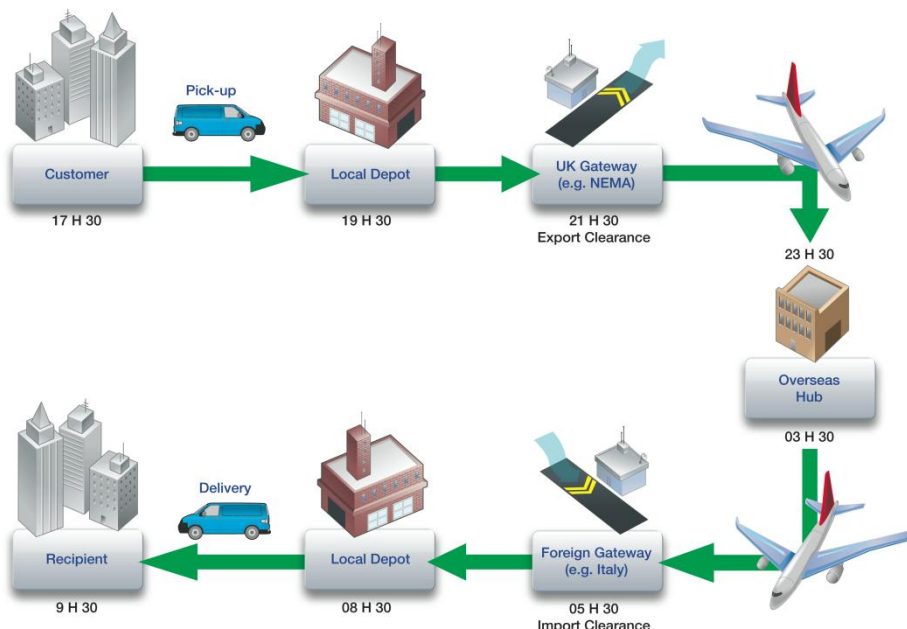 Pick-up
Customer
17 H 30
Local Depot
19 H 30
UK Gateway
(e.g. NEMA)
21 H 30
Export Clearance
23 H 30
Overseas
Hub
03 H 30
Foreign Gateway
(e.g. Italy)
05 H 30
Import Clearance
Local Depot
08 H 30
Delivery
Recipient
9 H 30